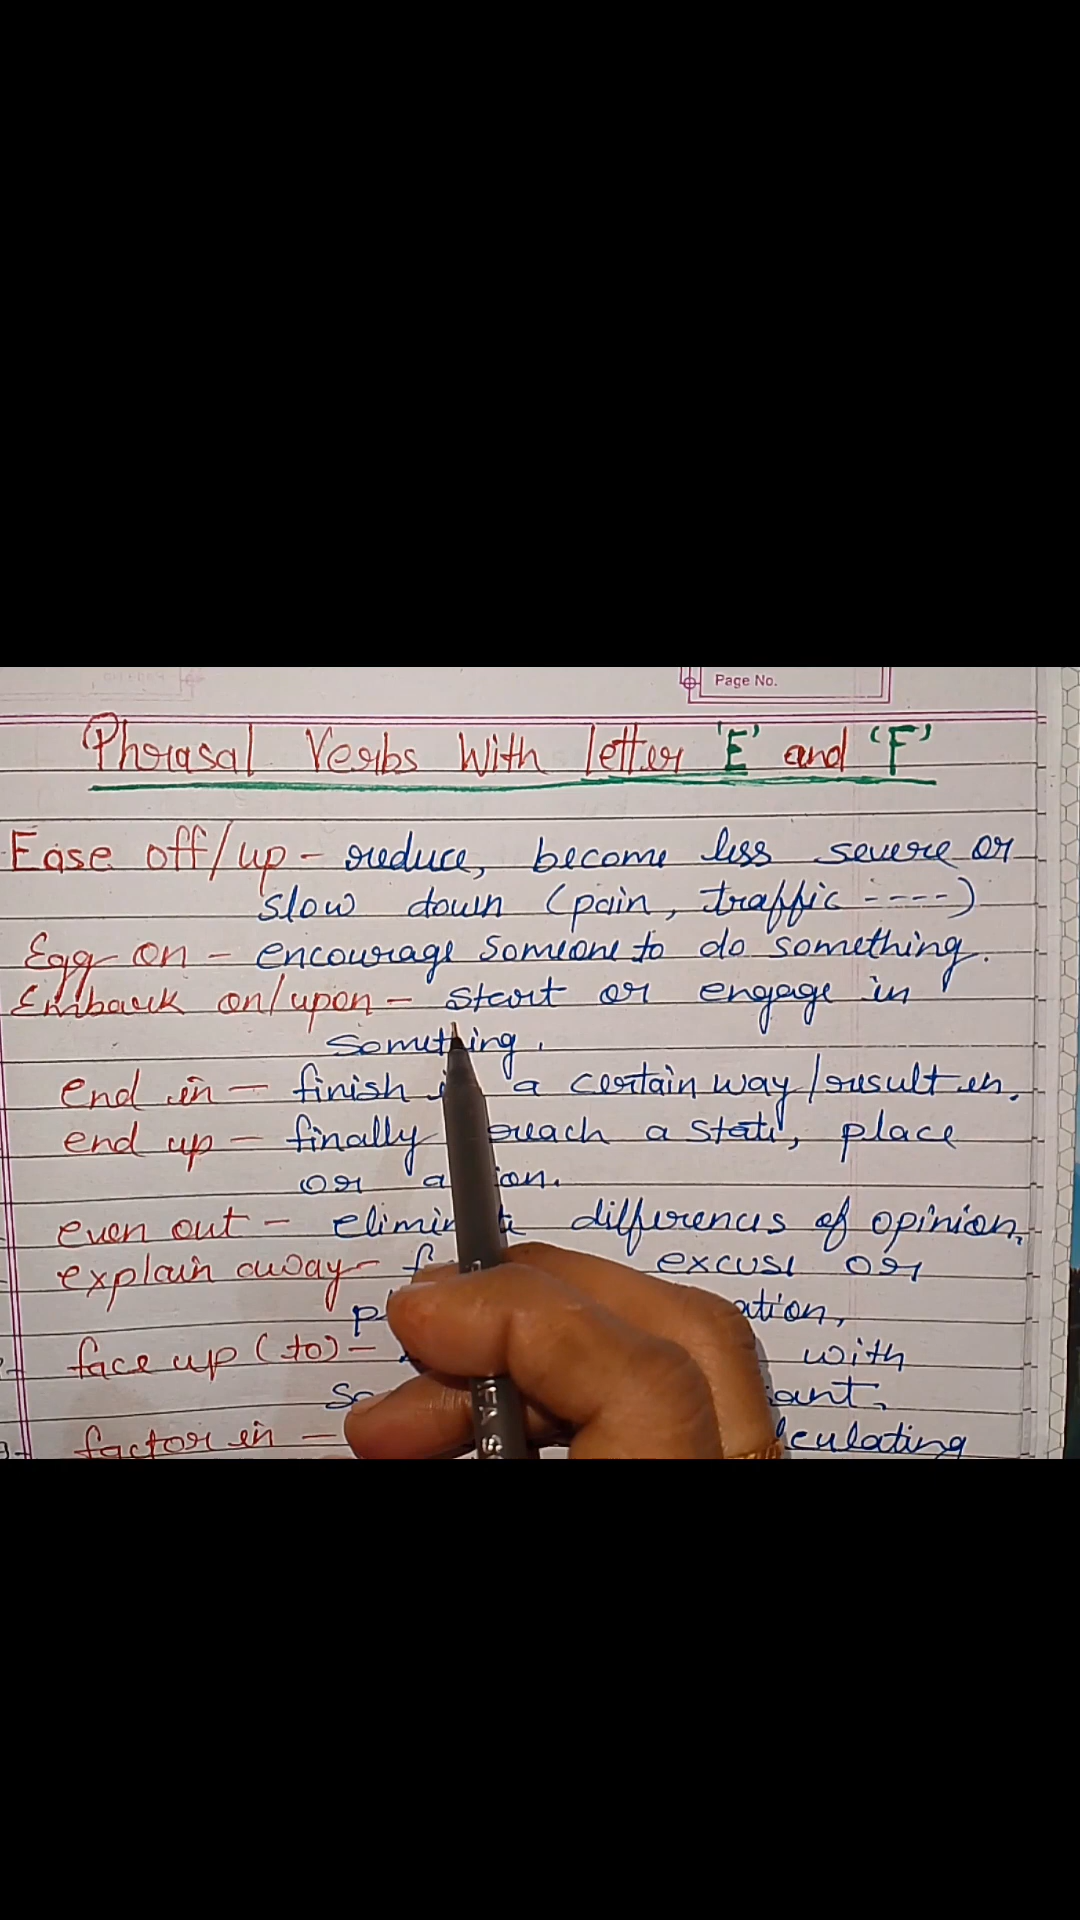 Page No.
Phrasal Verbs With letter 'E' and 'F'
Ease off/up - reduce, become less severe or
slow down (pain, traffic ----)
Egg on - encourage someone to do something.
Embark on/upon - start or engage in
something.
end in - finish a certain way/result in.
end up - finally reach a state, place
or
even out - differences of opinion.
explain away - excuse or
face up (to) - with
factor in -